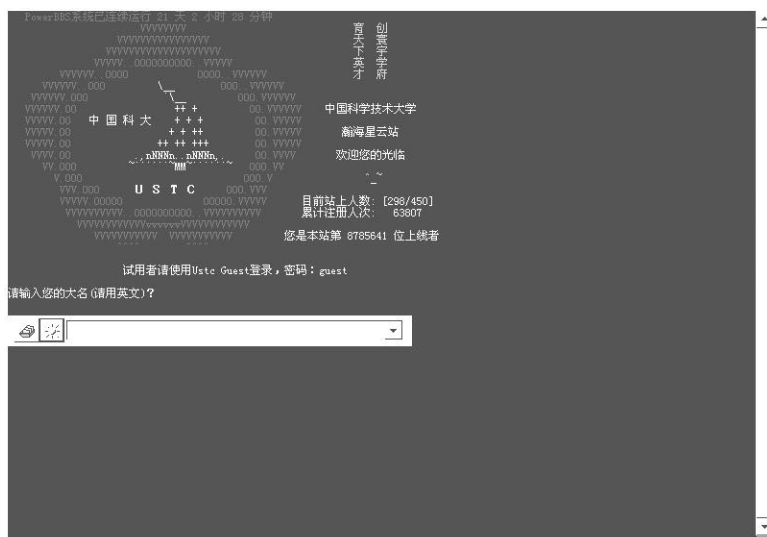 PowerBBS系统已连续运行 21 天 2 小时 28 分钟
创寰宇学府
育天下英才
中国科大
USTC
中国科学技术大学
瀚海星云站
欢迎您的光临
目前站上人数: [298/450]
累计注册人次: 63807
您是本站第 8785641 位上线者
试用者请使用Ustc Guest登录,密码:guest
请输入您的大名(请用英文)?